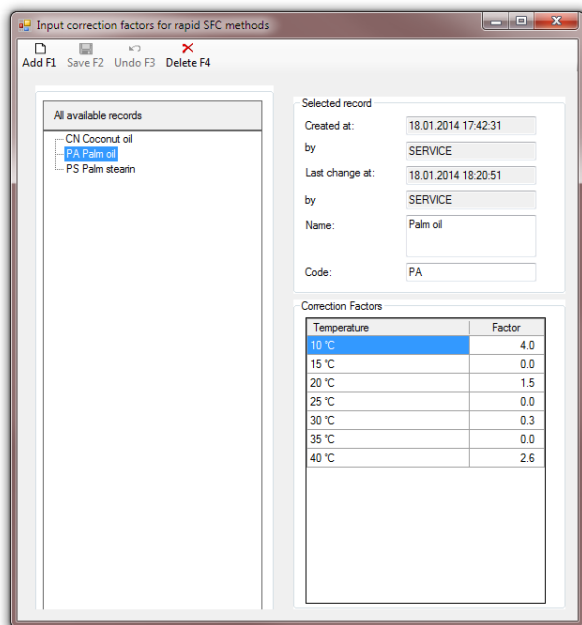 Input correction factors for rapid SFC methods
Add F1 Save F2 Undo F3 Delete F4
All available records
CN Coconut oil
PA Palm oil
PS Palm stearin
Selected record
Created at: 18.01.2014 17:42:31
by SERVICE
Last change at: 18.01.2014 18:20:51
by SERVICE
Name: Palm oil
Code: PA
Correction Factors
Temperature Factor
10 °C 4.0
15 °C 0.0
20 °C 1.5
25 °C 0.0
30 °C 0.3
35 °C 0.0
40 °C 2.6